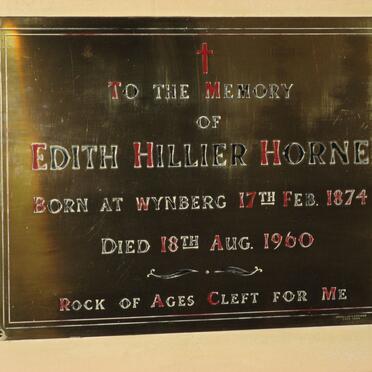 To the Memory
of
Edith Hillier Horne
Born at Wynberg 17th Feb. 1874
Died 18th Aug. 1960
Rock of Ages Cleft for Me